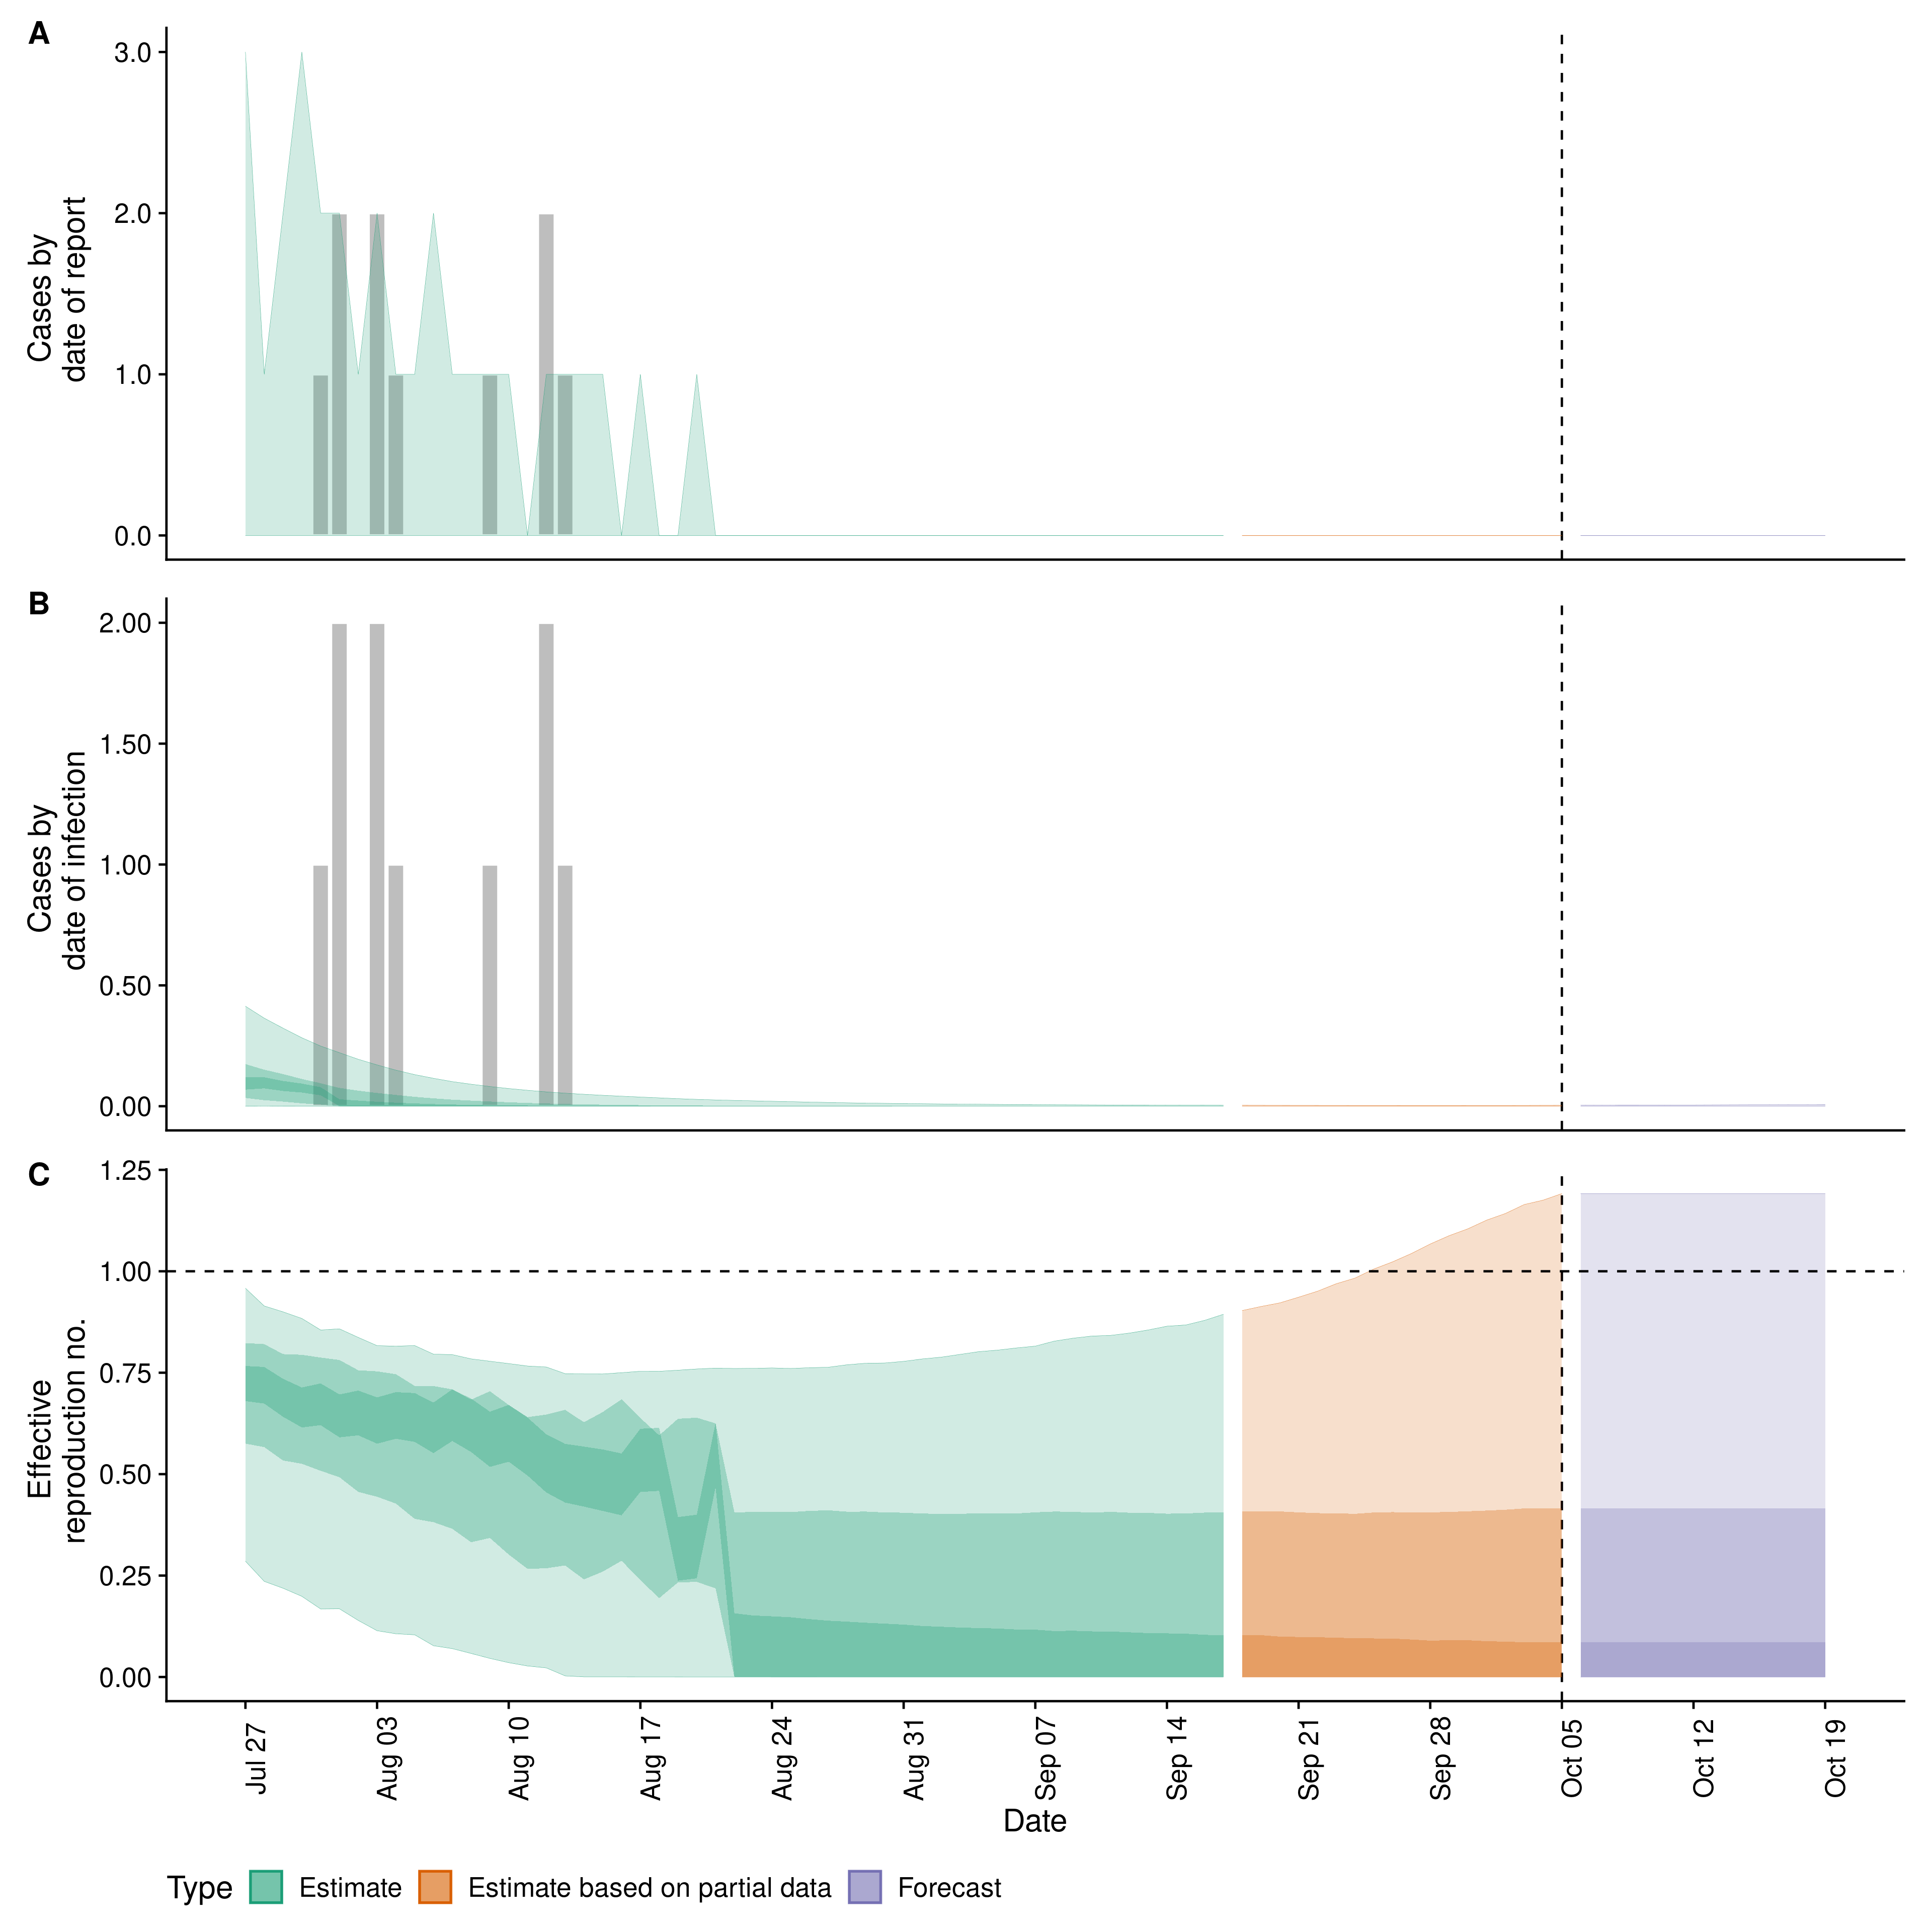 A
Cases by
date of report
3.0
2.0
1.0
0.0
B
Cases by
date of infection
2.00
1.50
1.00
0.50
0.00
C
Effective
reproduction no.
1.25
1.00
0.75
0.50
0.25
0.00
Jul 27
Aug 03
Aug 10
Aug 17
Aug 24
Aug 31
Sep 07
Sep 14
Sep 21
Sep 28
Oct 05
Oct 12
Oct 19
Date
Type Estimate Estimate based on partial data Forecast